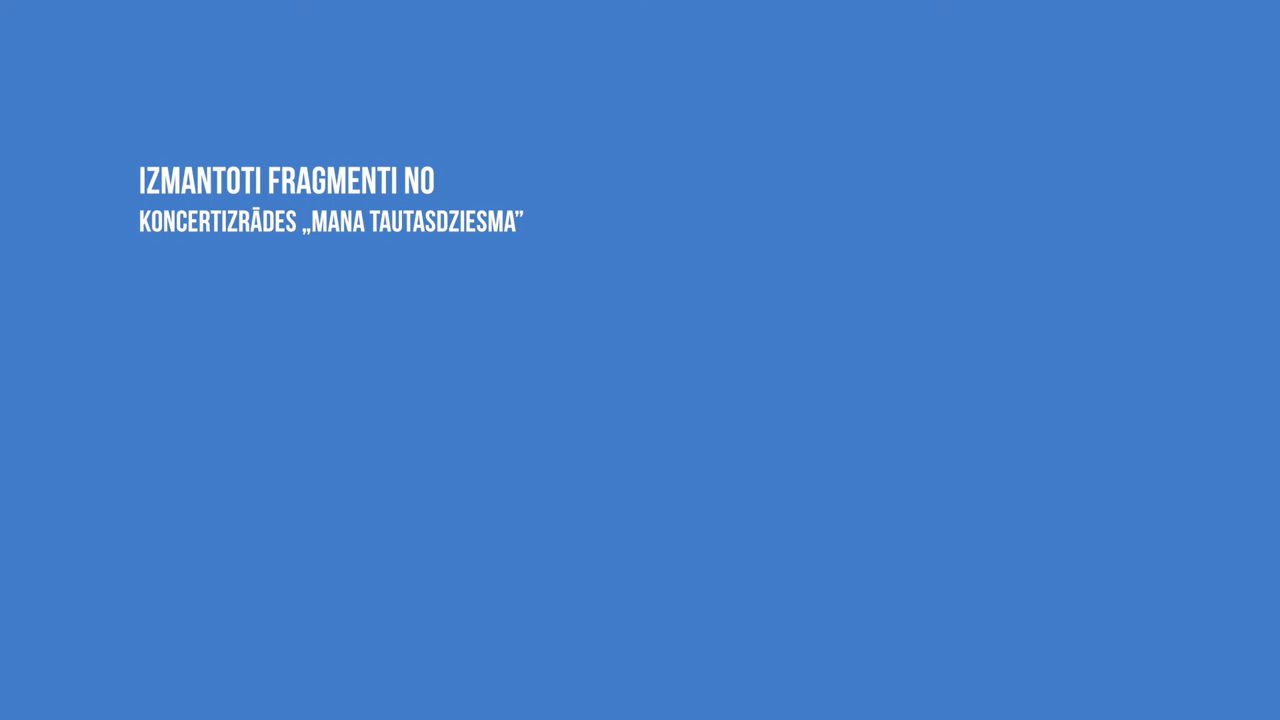 IZMANTOTI FRAGMENTI NO
KONCERTIZRĀDES „MANA TAUTASDZIESMA”